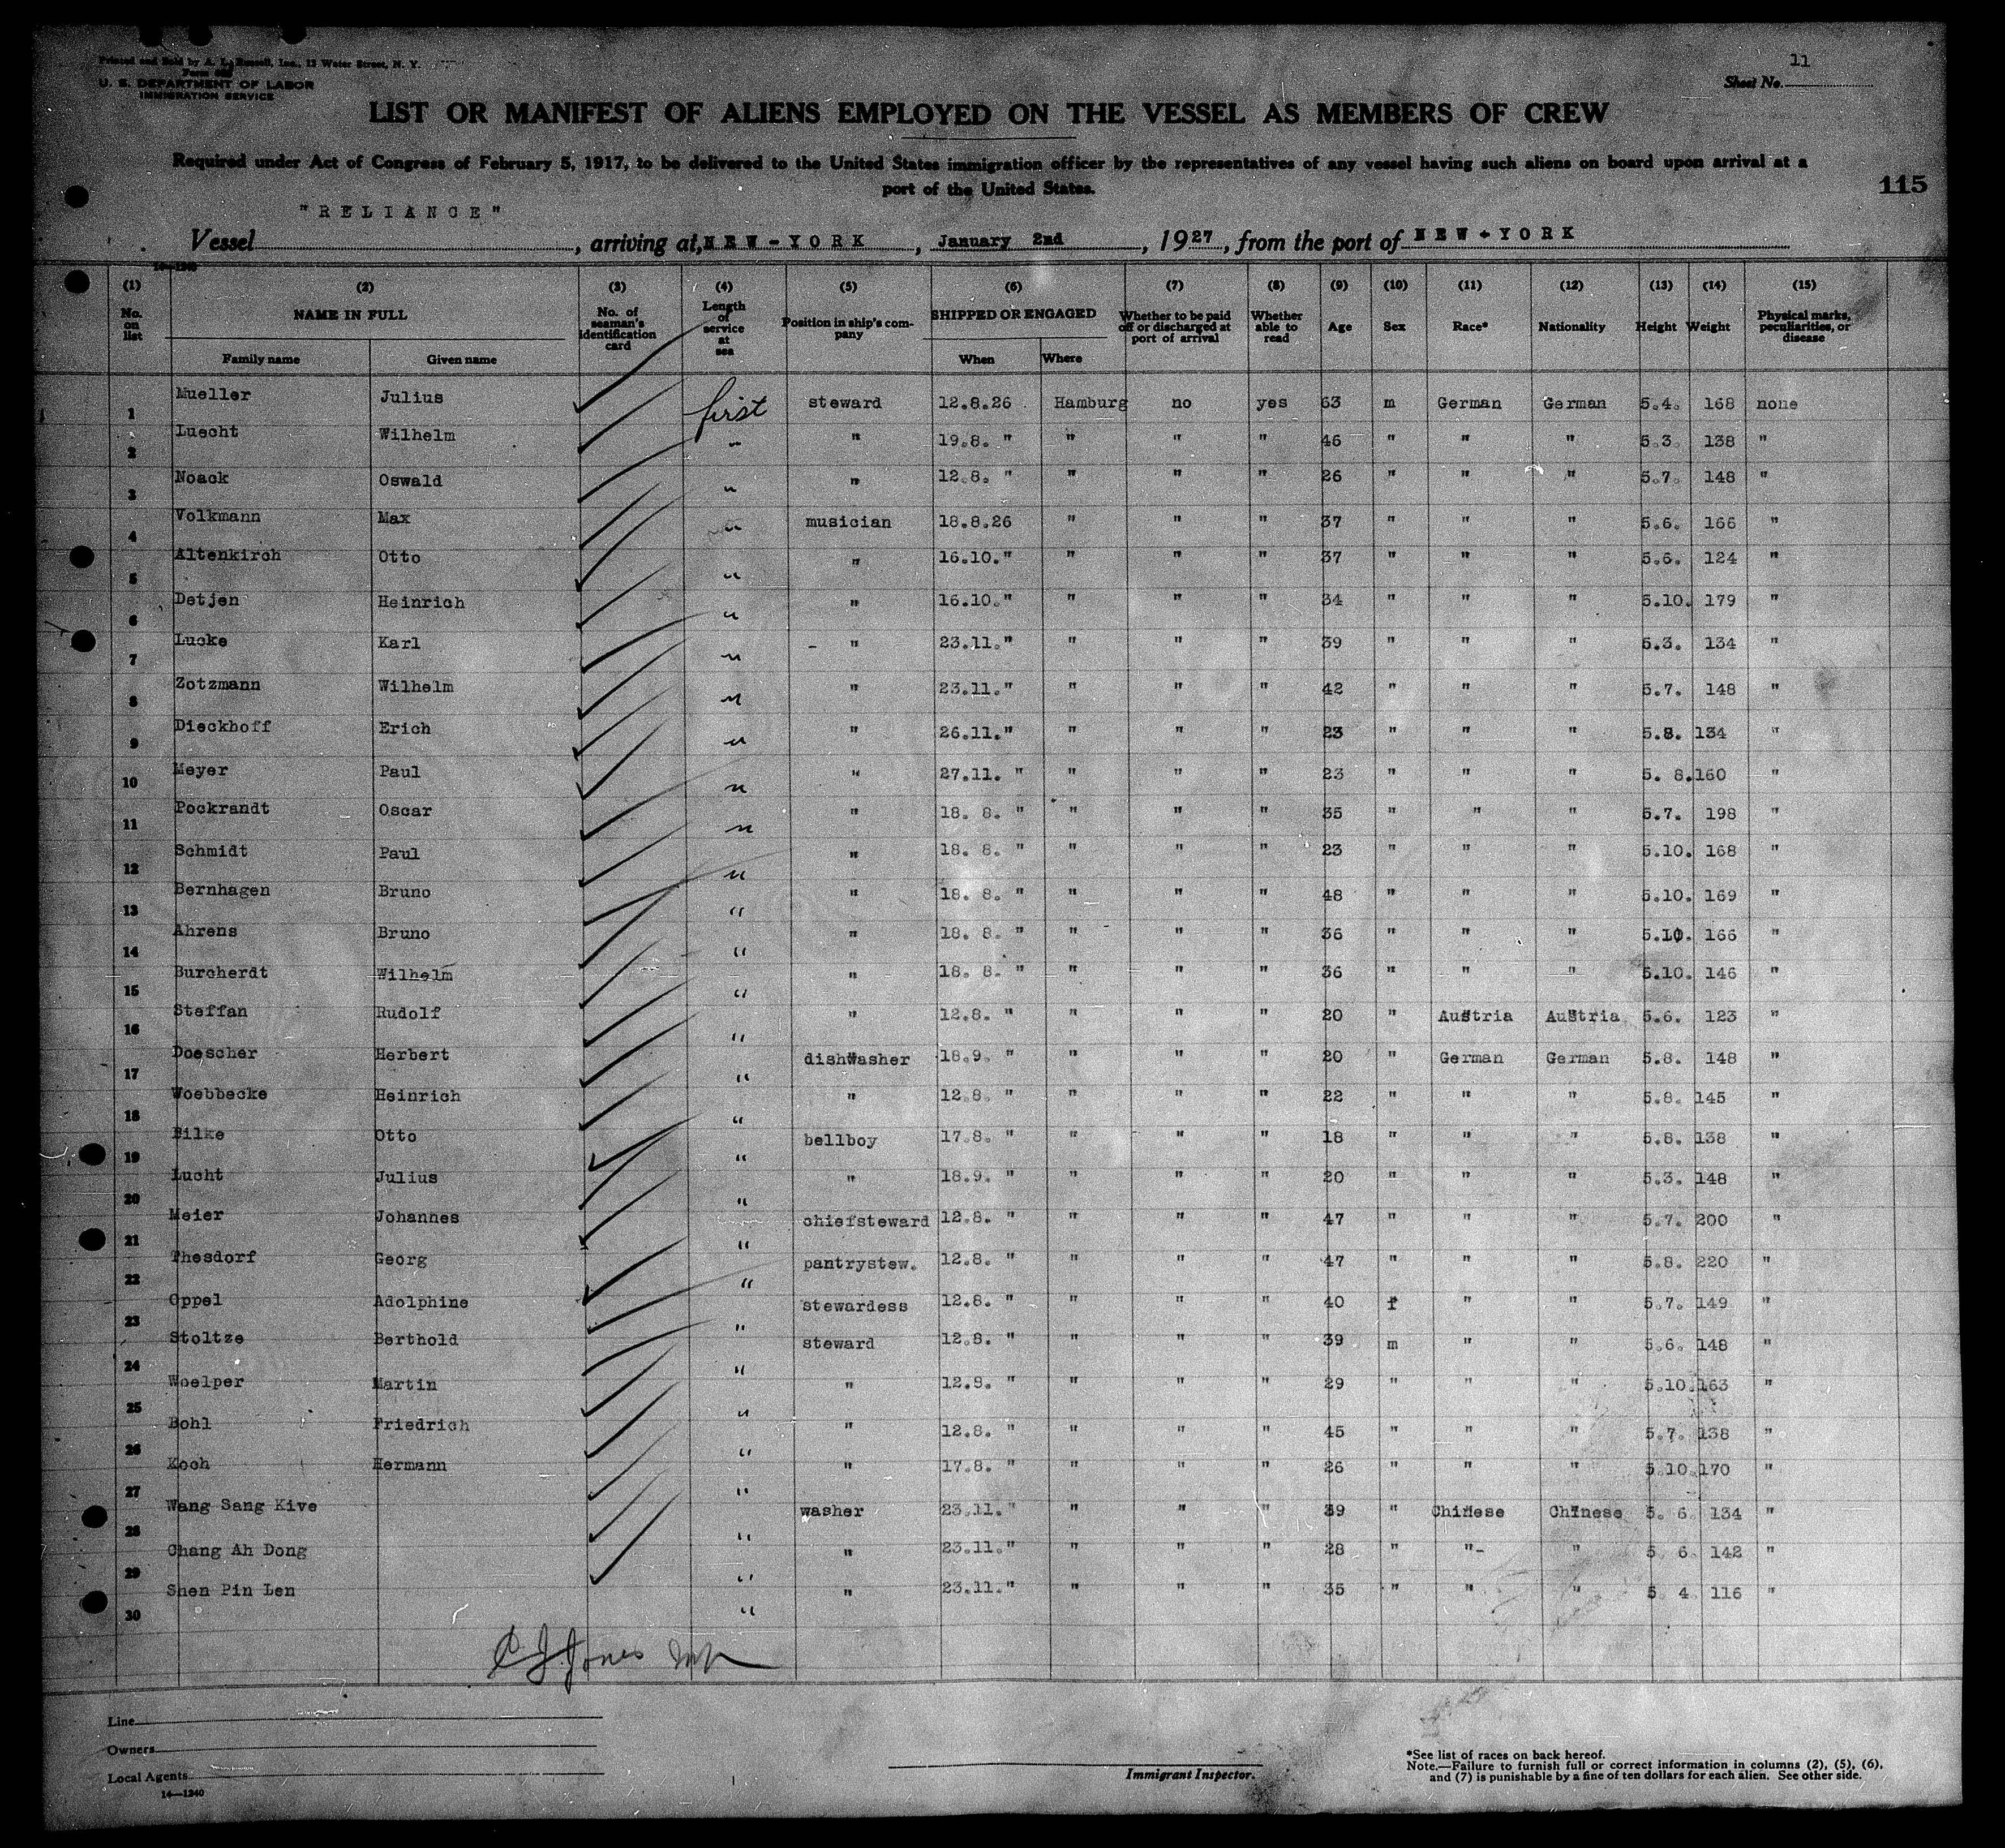 Printed and Sold by A. L. Russell, Inc., 13 Water Street, N. Y.
U. S. DEPARTMENT OF LABOR
IMMIGRATION SERVICE
Sheet No. 11
LIST OR MANIFEST OF ALIENS EMPLOYED ON THE VESSEL AS MEMBERS OF CREW
Required under Act of Congress of February 5, 1917, to be delivered to the United States immigration officer by the representatives of any vessel having such aliens on board upon arrival at a
port of the United States.
115
Vessel "RELIANCE", arriving at, NEW-YORK, January 2nd, 1927, from the port of NEW-YORK
14—1240
(1) (2) (3) (4) (5) (6) (7) (8) (9) (10) (11) (12) (13) (14) (15)
No. on list NAME IN FULL Family name Given name No. of seaman's identification card Length of service at sea Position in ship's company SHIPPED OR ENGAGED When Where Whether to be paid off or discharged at port of arrival Whether able to read Age Sex Race* Nationality Height Weight Physical marks, peculiarities, or disease
1 Mueller Julius first steward 12.8.26 Hamburg no yes 63 m German German 5.4. 168 none
2 Luecht Wilhelm " " 19.8. " " " " 46 " " " 5.3. 138 "
3 Noack Oswald " " 12.8. " " " " 26 " " " 5.7. 148 "
4 Volkmann Max " musician 18.8.26 " " " 37 " " " 5.6. 166 "
5 Altenkirch Otto " " 16.10." " " " 37 " " " 5.6. 124 "
6 Detjen Heinrich " " 16.10." " " " 34 " " " 5.10. 179 "
7 Lucke Karl " " 23.11." " " " 39 " " " 5.3. 134 "
8 Zotzmann Wilhelm " " 23.11." " " " 42 " " " 5.7. 148 "
9 Dieckhoff Erich " " 26.11." " " " 23 " " " 5.8. 134 "
10 Meyer Paul " " 27.11. " " " " 23 " " " 5. 8. 160 "
11 Pockrandt Oscar " " 18. 8. " " " " 35 " " " 5.7. 198 "
12 Schmidt Paul " " 18. 8. " " " " 23 " " " 5.10. 168 "
13 Bernhagen Bruno " " 18. 8. " " " " 48 " " " 5.10. 169 "
14 Ahrens Bruno " " 18. 8. " " " " 36 " " " 5.10. 166 "
15 Burcherdt Wilhelm " " 18. 8. " " " " 36 " " " 5.10. 146 "
16 Steffan Rudolf " " 12.8. " " " " 20 " Austria Austria 5.6. 123 "
17 Doescher Herbert " dishwasher 18.9. " " " " 20 " German German 5.8. 148 "
18 Woebbecke Heinrich " " 12.8. " " " " 22 " " " 5.8. 145 "
19 Hilke Otto " bellboy 17.8. " " " " 18 " " " 5.8. 138 "
20 Lucht Julius " " 18.9. " " " " 20 " " " 5.3. 148 "
21 Meier Johannes " chiefsteward 12.8. " " " " 47 " " " 5.7. 200 "
22 Thesdorf Georg " pantrystew. 12.8. " " " " 47 " " " 5.8. 220 "
23 Oppel Adolphine " stewardess 12.8. " " " " 40 f " " 5.7. 149 "
24 Stoltze Berthold " steward 12.8. " " " " 39 m " " 5.6. 148 "
25 Woelper Martin " " 12.8. " " " " 29 " " " 5.10. 163 "
26 Bohl Friedrich " " 12.8. " " " " 45 " " " 5.7. 138 "
27 Koch Hermann " " 17.8. " " " " 26 " " " 5.10. 170 "
28 Wang Sang Kive " washer 23.11." " " " 39 " Chinese Chinese 5. 6. 134 "
29 Chang Ah Dong " " 23.11." " " " 28 " "- " 5 6 142 "
30 Shen Pin Len " " 23.11." " " " 35 " " " 5 4 116 "
Jones
Line
Owners
Local Agents
14—1240
Immigrant Inspector.
*See list of races on back hereof.
Note.—Failure to furnish full or correct information in columns (2), (5), (6),
and (7) is punishable by a fine of ten dollars for each alien. See other side.